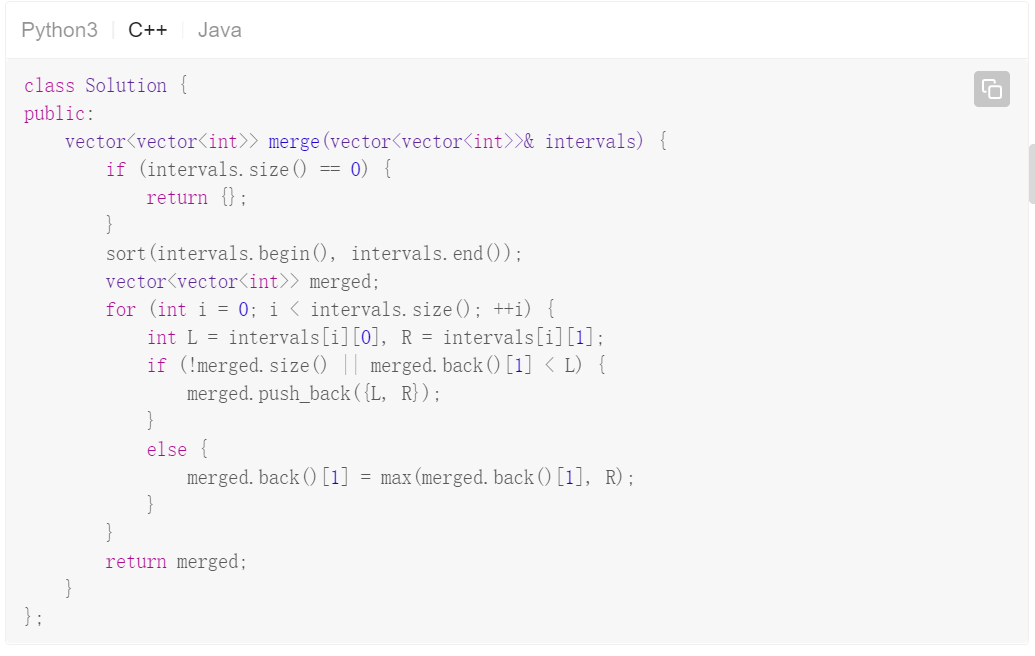 Python3 C++ Java
class Solution {
public:
    vector<vector<int>> merge(vector<vector<int>>& intervals) {
        if (intervals.size() == 0) {
            return {};
        }
        sort(intervals.begin(), intervals.end());
        vector<vector<int>> merged;
        for (int i = 0; i < intervals.size(); ++i) {
            int L = intervals[i][0], R = intervals[i][1];
            if (!merged.size() || merged.back()[1] < L) {
                merged.push_back({L, R});
            }
            else {
                merged.back()[1] = max(merged.back()[1], R);
            }
        }
        return merged;
    }
};